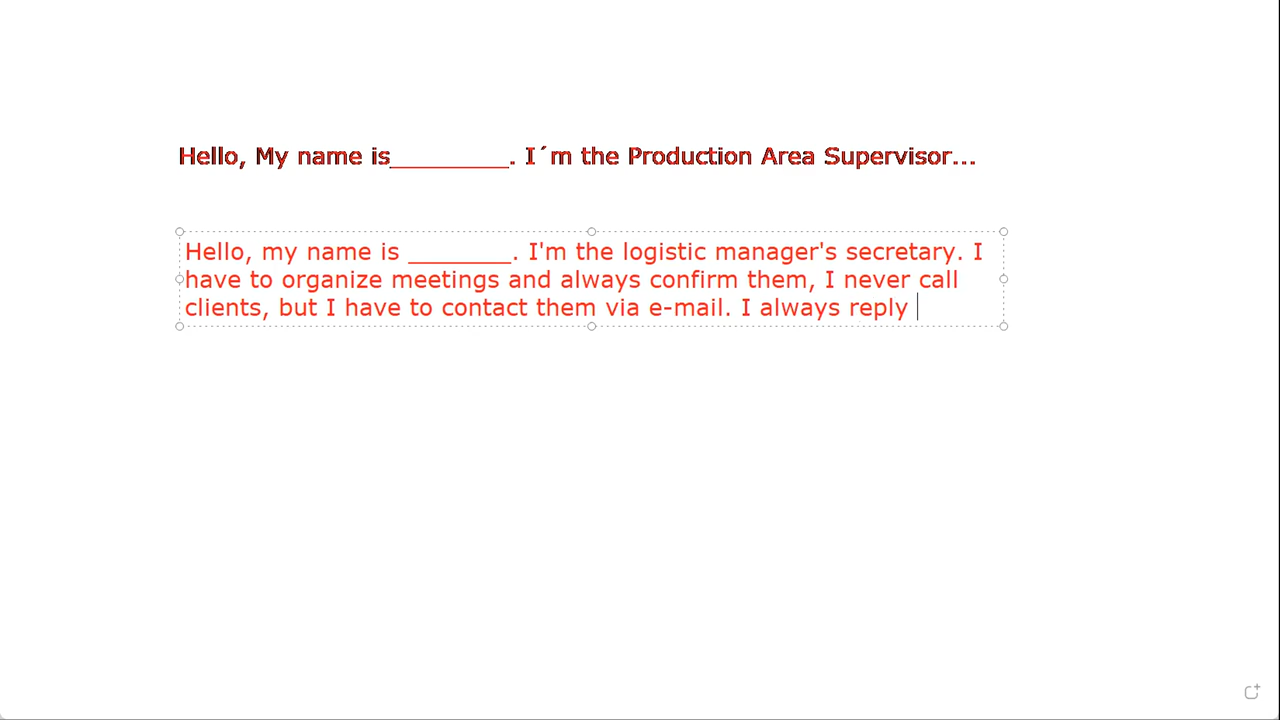 Hello, My name is_________. I´m the Production Area Supervisor...
Hello, my name is ________. I'm the logistic manager's secretary. I
have to organize meetings and always confirm them, I never call
clients, but I have to contact them via e-mail. I always reply